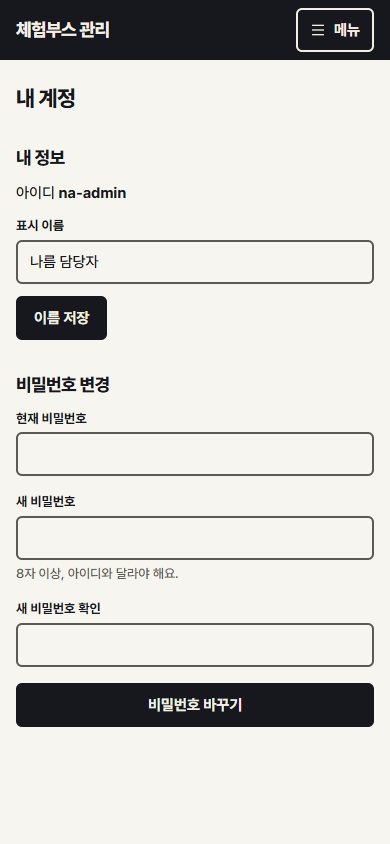 체험부스 관리
메뉴
내 계정
내 정보
아이디 na-admin
표시 이름
나름 담당자
이름 저장
비밀번호 변경
현재 비밀번호
새 비밀번호
8자 이상, 아이디와 달라야 해요.
새 비밀번호 확인
비밀번호 바꾸기